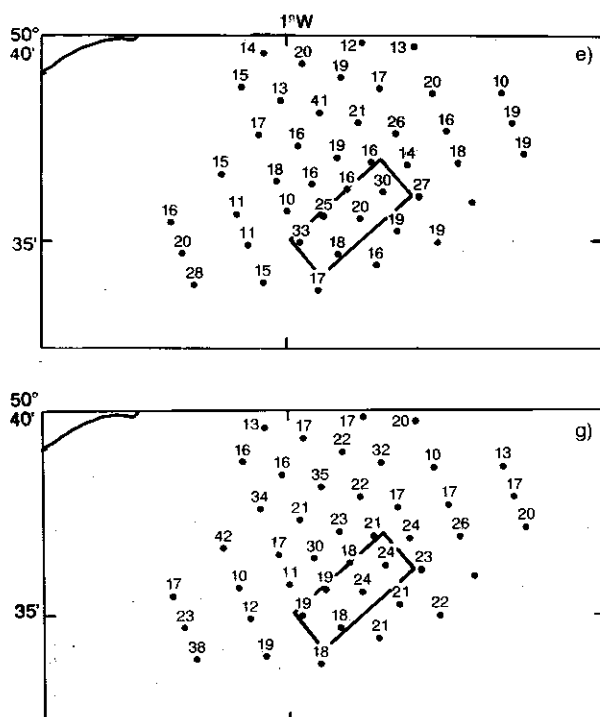 1°W
50°
40'
e)
14 20 12 13
19
15 13 17 20 10
41 21 19
17 16 26 16
19 16 14 18 19
15 18 16 16 30 27
16 11 10 25 20 19
35'
20 11 33 18
28 15 17 16
50°
40'
g)
13 17 17 20
22
16 16 32 10 13
35 22 17
34 21 17 17
23 21 24 26 20
42 17 30 18 24 23
17 10 11 19 24 21
35'
23 12 19 18 22
38 19 18 21